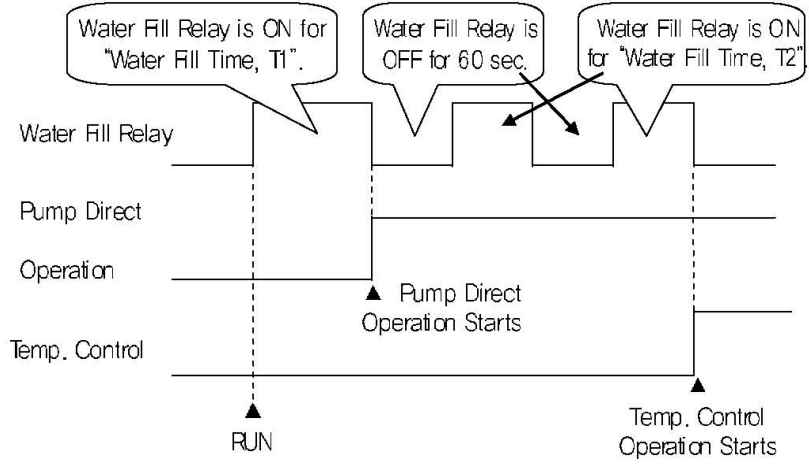 Water Fill Relay is ON for
"Water Fill Time, T1".
Water Fill Relay is
OFF for 60 sec.
Water Fill Relay is ON
for "Water Fill Time, T2".
Water Fill Relay
Pump Direct
Operation
Pump Direct
Operation Starts
Temp. Control
RUN
Temp. Control
Operation Starts